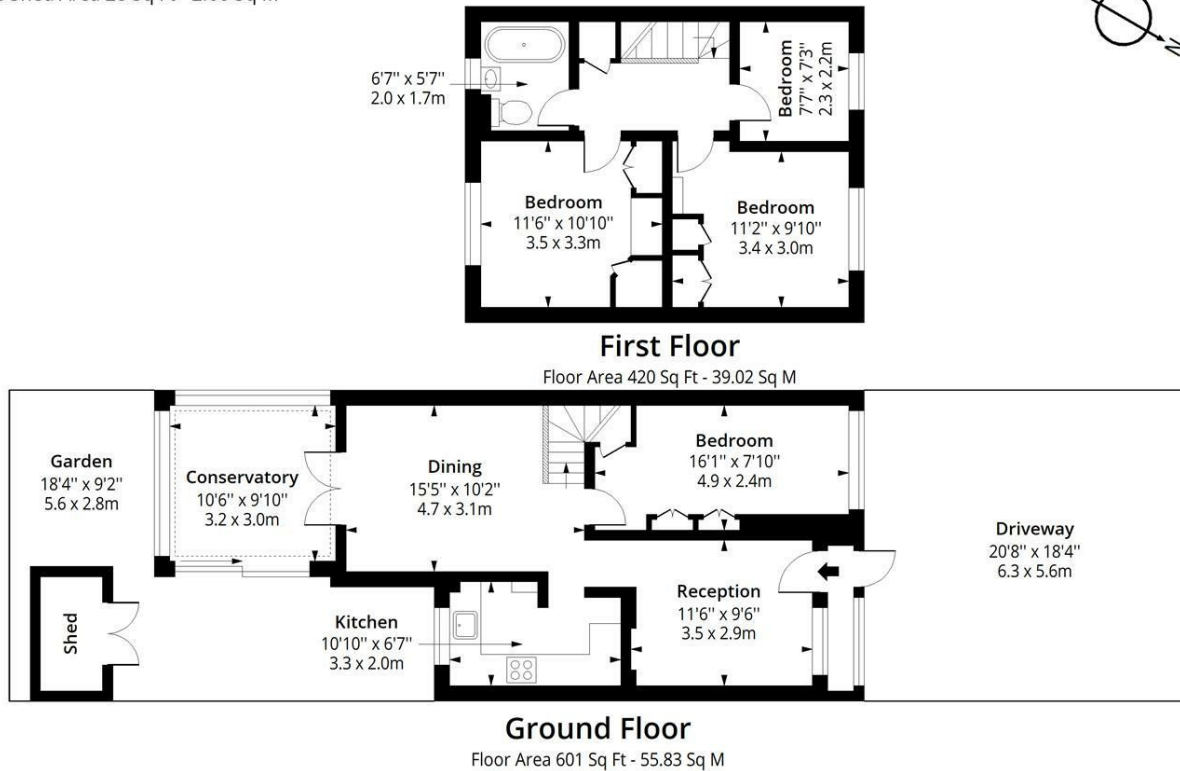 Shed Area 28 Sq Ft
N
6'7" x 5'7"
2.0 x 1.7m
Bedroom
7'7" x 7'3"
2.3 x 2.2m
Bedroom
11'6" x 10'10"
3.5 x 3.3m
Bedroom
11'2" x 9'10"
3.4 x 3.0m
First Floor
Floor Area 420 Sq Ft - 39.02 Sq M
Garden
18'4" x 9'2"
5.6 x 2.8m
Conservatory
10'6" x 9'10"
3.2 x 3.0m
Dining
15'5" x 10'2"
4.7 x 3.1m
Bedroom
16'1" x 7'10"
4.9 x 2.4m
Driveway
20'8" x 18'4"
6.3 x 5.6m
Shed
Kitchen
10'10" x 6'7"
3.3 x 2.0m
Reception
11'6" x 9'6"
3.5 x 2.9m
Ground Floor
Floor Area 601 Sq Ft - 55.83 Sq M